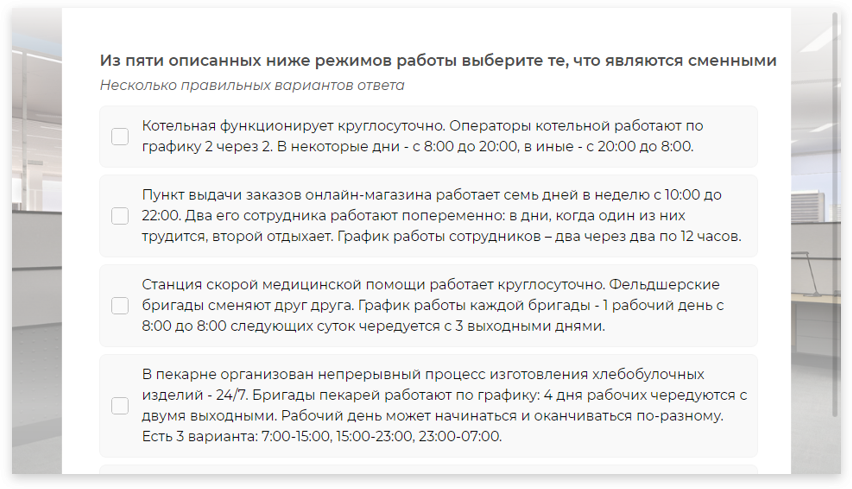 Из пяти описанных ниже режимов работы выберите те, что являются сменными
Несколько правильных вариантов ответа
Котельная функционирует круглосуточно. Операторы котельной работают по
графику 2 через 2. В некоторые дни - с 8:00 до 20:00, в иные - с 20:00 до 8:00.
Пункт выдачи заказов онлайн-магазина работает семь дней в неделю с 10:00 до
22:00. Два его сотрудника работают попеременно: в дни, когда один из них
трудится, второй отдыхает. График работы сотрудников – два через два по 12 часов.
Станция скорой медицинской помощи работает круглосуточно. Фельдшерские
бригады сменяют друг друга. График работы каждой бригады - 1 рабочий день с
8:00 до 8:00 следующих суток чередуется с 3 выходными днями.
В пекарне организован непрерывный процесс изготовления хлебобулочных
изделий - 24/7. Бригады пекарей работают по графику: 4 дня рабочих чередуются с
двумя выходными. Рабочий день может начинаться и оканчиваться по-разному.
Есть 3 варианта: 7:00-15:00, 15:00-23:00, 23:00-07:00.